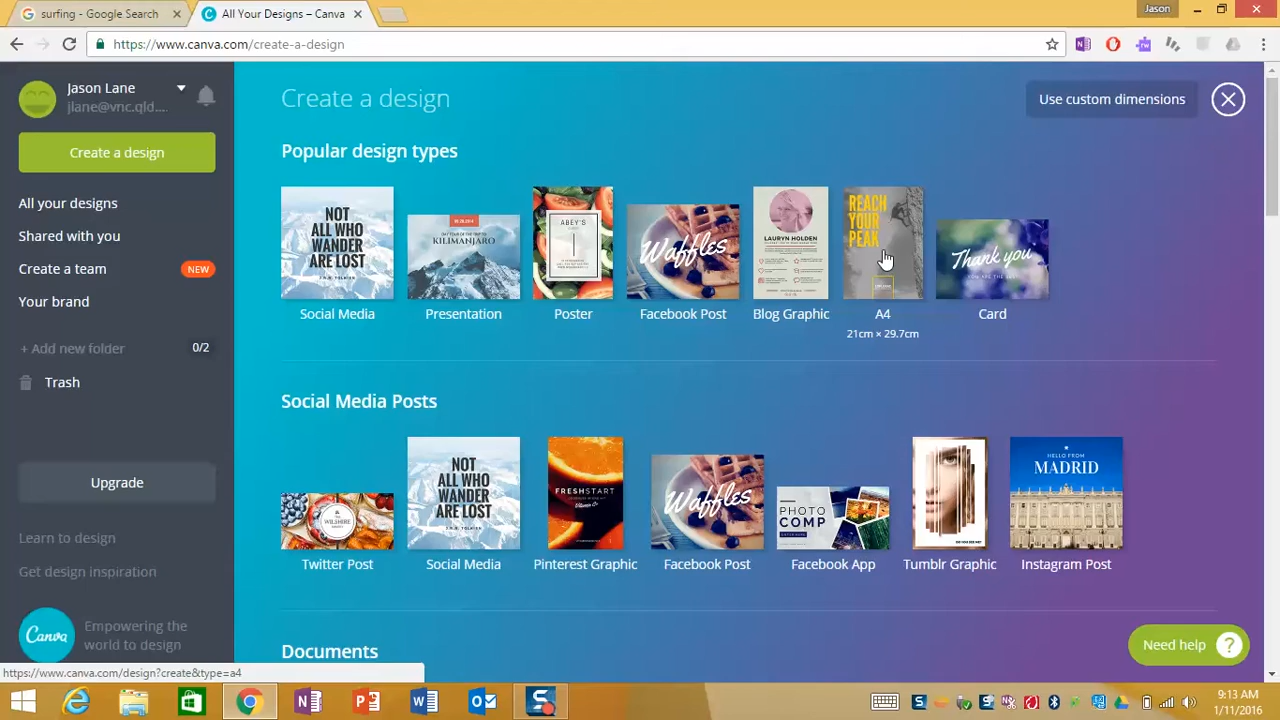 surfing - Google Search
All Your Designs – Canva
Jason
https://www.canva.com/create-a-design
Jason Lane
jlane@vnc.qld....
Create a design
All your designs
Shared with you
Create a team
NEW
Your brand
+ Add new folder
0/2
Trash
Upgrade
Learn to design
Get design inspiration
Canva
Empowering the
world to design
Create a design
Use custom dimensions
Popular design types
NOT
ALL WHO
WANDER
ARE LOST
Social Media
KILIMANJARO
Presentation
ABEY'S
Poster
Waffles
Facebook Post
LAURYN HOLDEN
Blog Graphic
REACH
YOUR
PEAK
A4
21cm × 29.7cm
Thank you
Card
Social Media Posts
Twitter Post
NOT
ALL WHO
WANDER
ARE LOST
Social Media
FRESHSTART
Pinterest Graphic
Waffles
Facebook Post
PHOTO
COMP
Facebook App
Tumblr Graphic
HELLO FROM
MADRID
Instagram Post
Documents
Need help
?
https://www.canva.com/design?create&type=a4
9:13 AM
1/11/2016